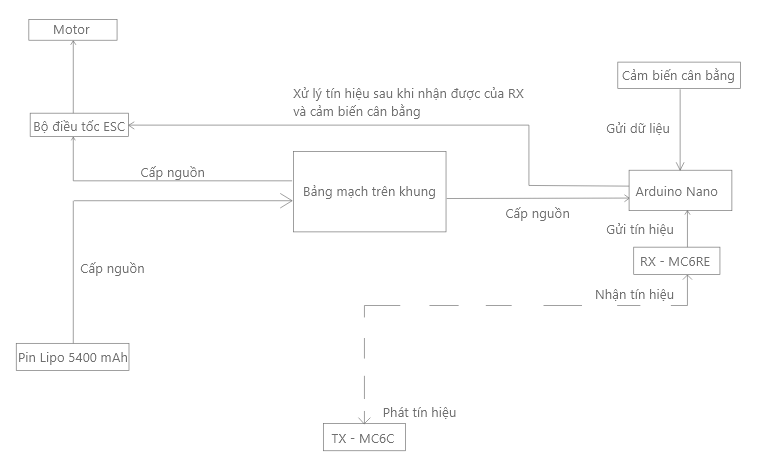 Motor
Cảm biến cân bằng
Xử lý tín hiệu sau khi nhận được của RX
và cảm biến cân bằng
Bộ điều tốc ESC
Gửi dữ liệu
Cấp nguồn
Bảng mạch trên khung
Arduino Nano
Cấp nguồn
Gửi tín hiệu
RX - MC6RE
Cấp nguồn
Nhận tín hiệu
Pin Lipo 5400 mAh
Phát tín hiệu
TX - MC6C